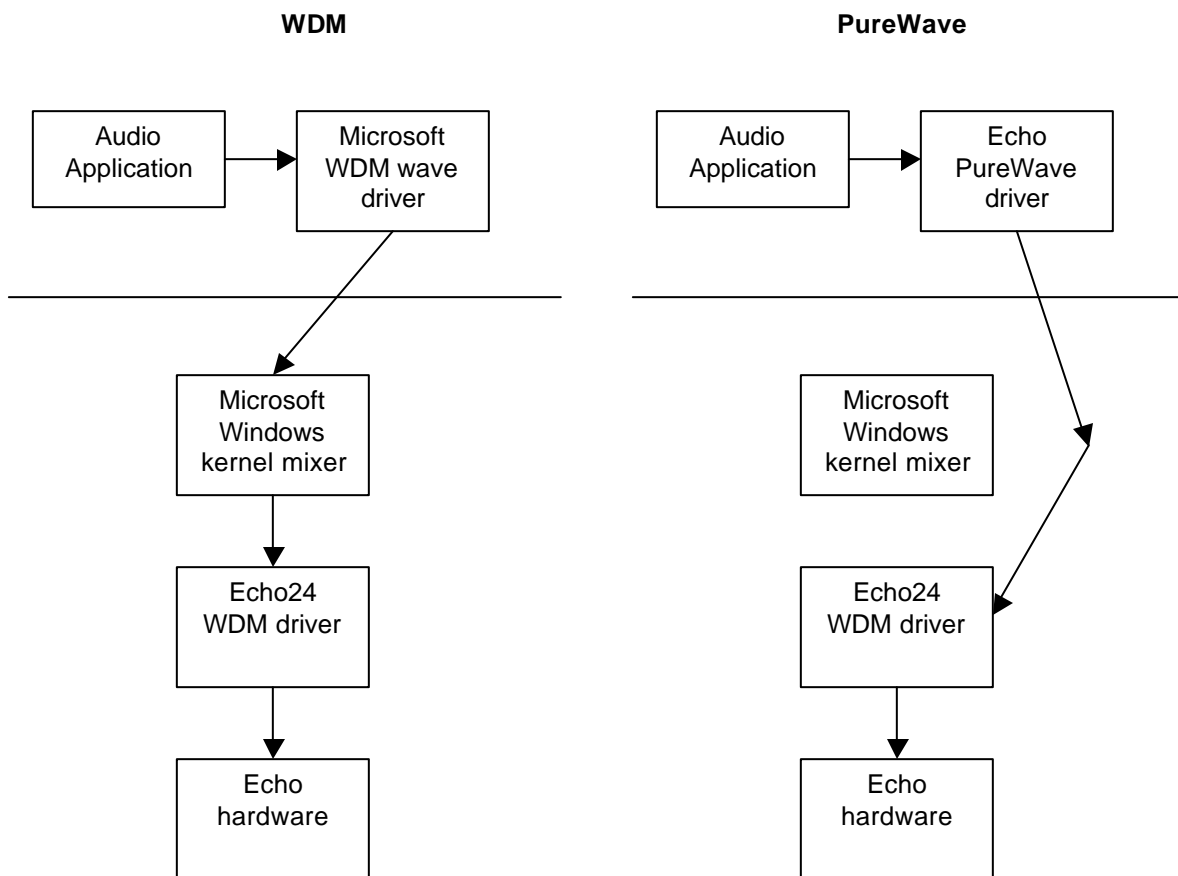 WDM
PureWave
Audio
Application
Microsoft
WDM wave
driver
Audio
Application
Echo
PureWave
driver
Microsoft
Windows
kernel mixer
Microsoft
Windows
kernel mixer
Echo24
WDM driver
Echo24
WDM driver
Echo
hardware
Echo
hardware